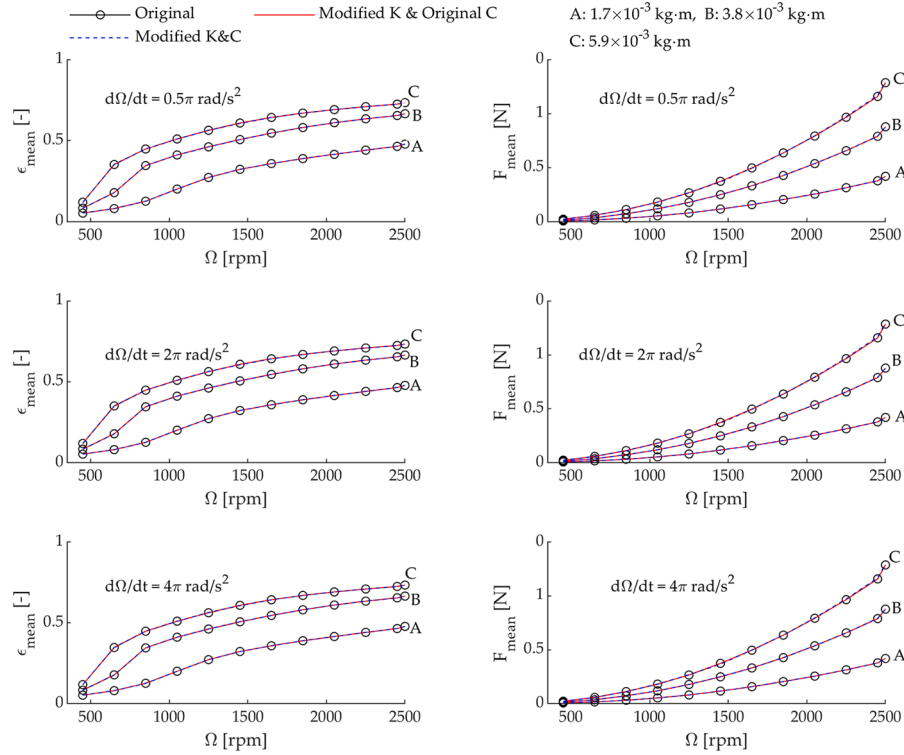 Original
Modified K & Original C
Modified K&C
A: 1.7×10⁻³ kg·m, B: 3.8×10⁻³ kg·m
C: 5.9×10⁻³ kg·m
1
0.5
0
ϵmean [-]
dΩ/dt = 0.5π rad/s²
C
B
A
500 1000 1500 2000 2500
Ω [rpm]
0
1
0.5
0
Fmean [N]
dΩ/dt = 0.5π rad/s²
C
B
A
500 1000 1500 2000 2500
Ω [rpm]
1
0.5
0
ϵmean [-]
dΩ/dt = 2π rad/s²
C
B
A
500 1000 1500 2000 2500
Ω [rpm]
0
1
0.5
0
Fmean [N]
dΩ/dt = 2π rad/s²
C
B
A
500 1000 1500 2000 2500
Ω [rpm]
1
0.5
0
ϵmean [-]
dΩ/dt = 4π rad/s²
C
B
A
500 1000 1500 2000 2500
Ω [rpm]
0
1
0.5
0
Fmean [N]
dΩ/dt = 4π rad/s²
C
B
A
500 1000 1500 2000 2500
Ω [rpm]